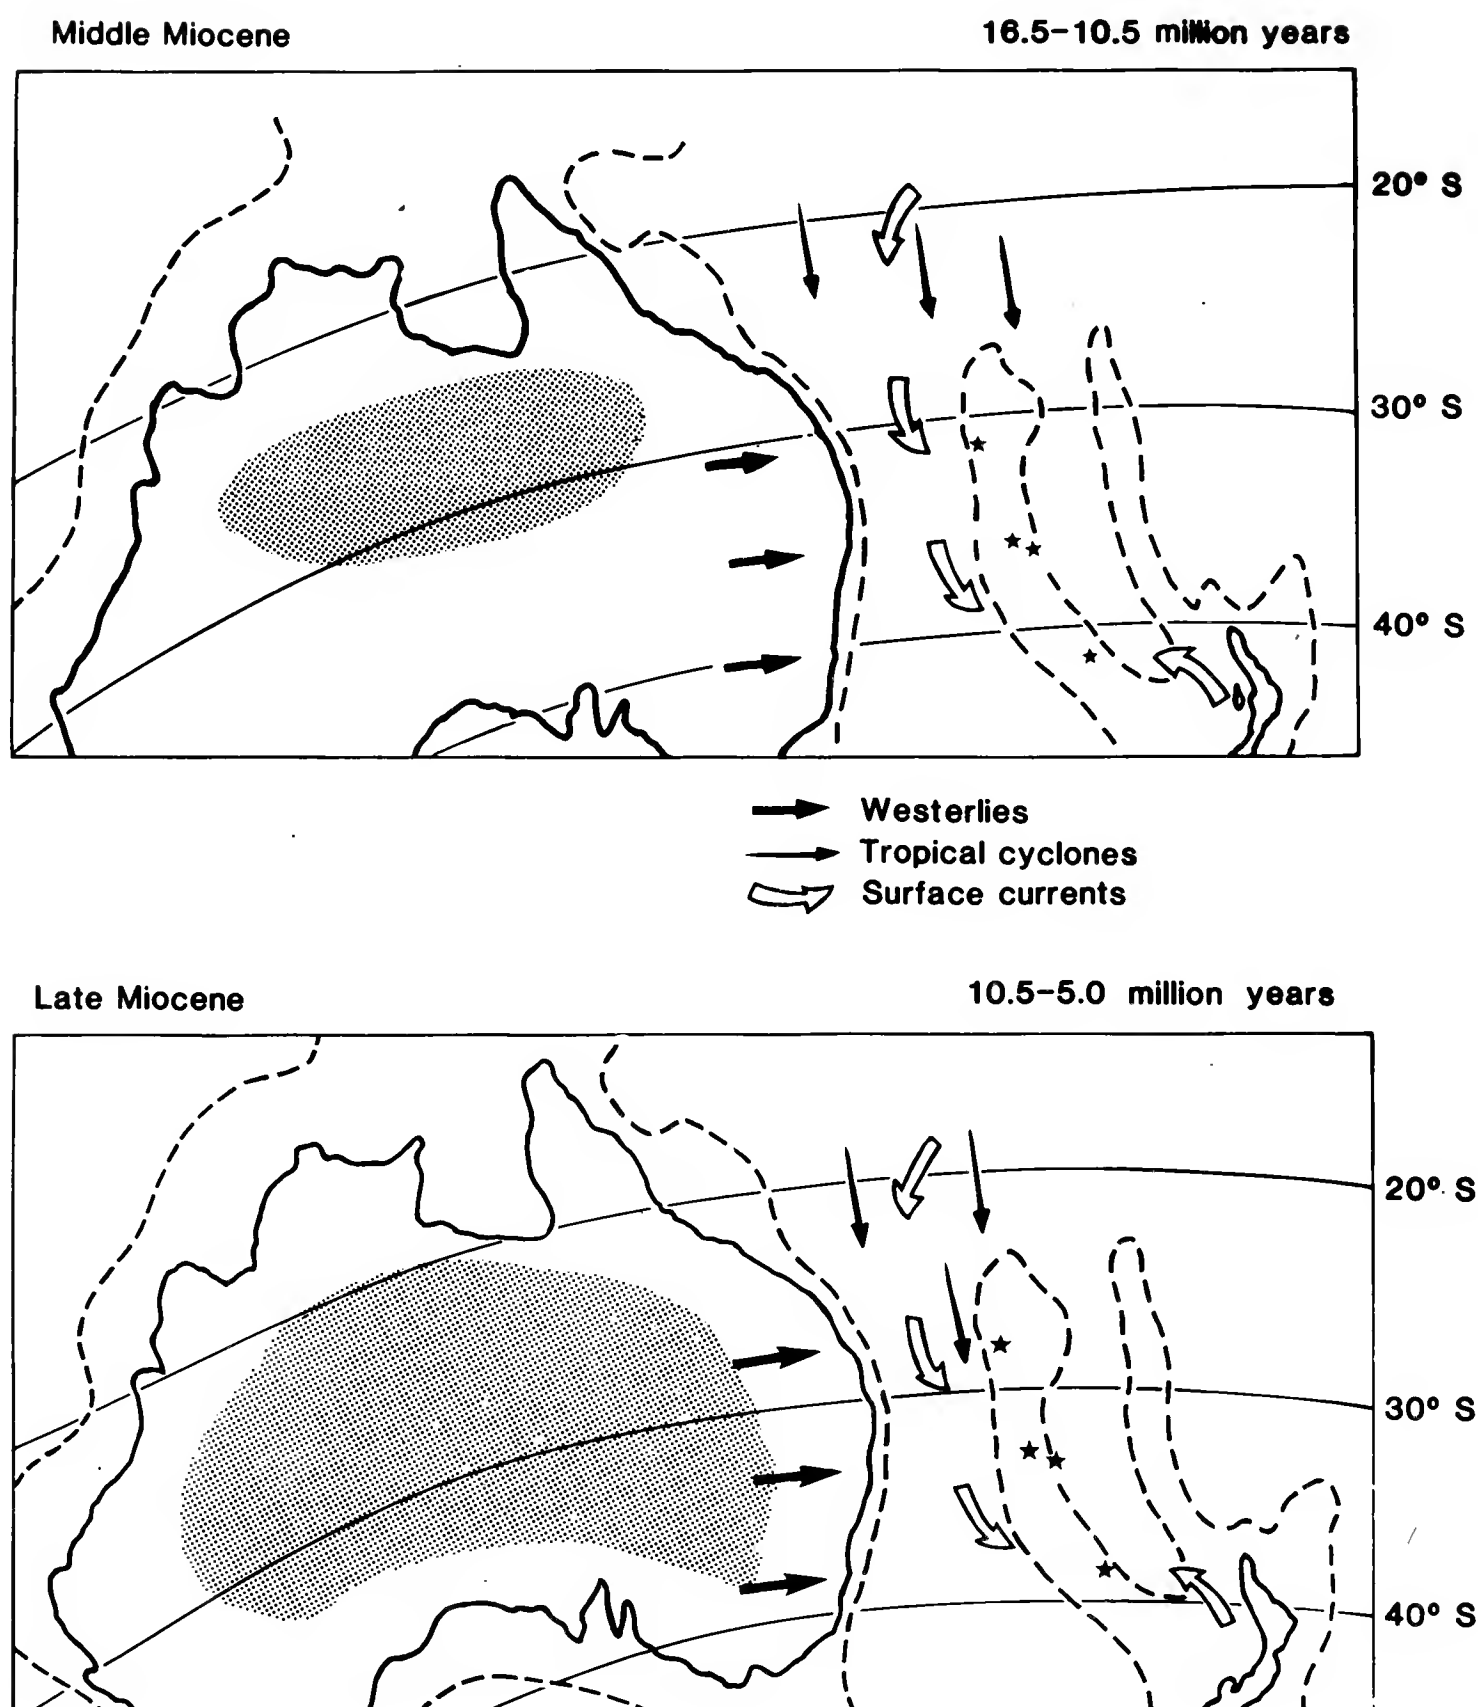 Middle Miocene
16.5-10.5 million years
20° S
30° S
40° S
Westerlies
Tropical cyclones
Surface currents
Late Miocene
10.5-5.0 million years
20° S
30° S
40° S